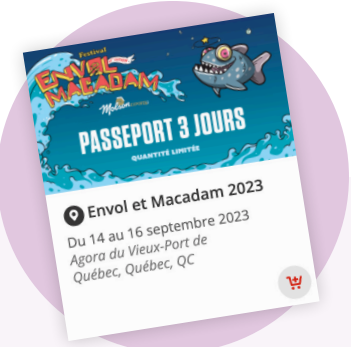 Festival
ENVOL
MACADAM
Molson
PASSEPORT 3 JOURS
QUANTITÉ LIMITÉE
Envol et Macadam 2023
Du 14 au 16 septembre 2023
Agora du Vieux-Port de
Québec, Québec, QC